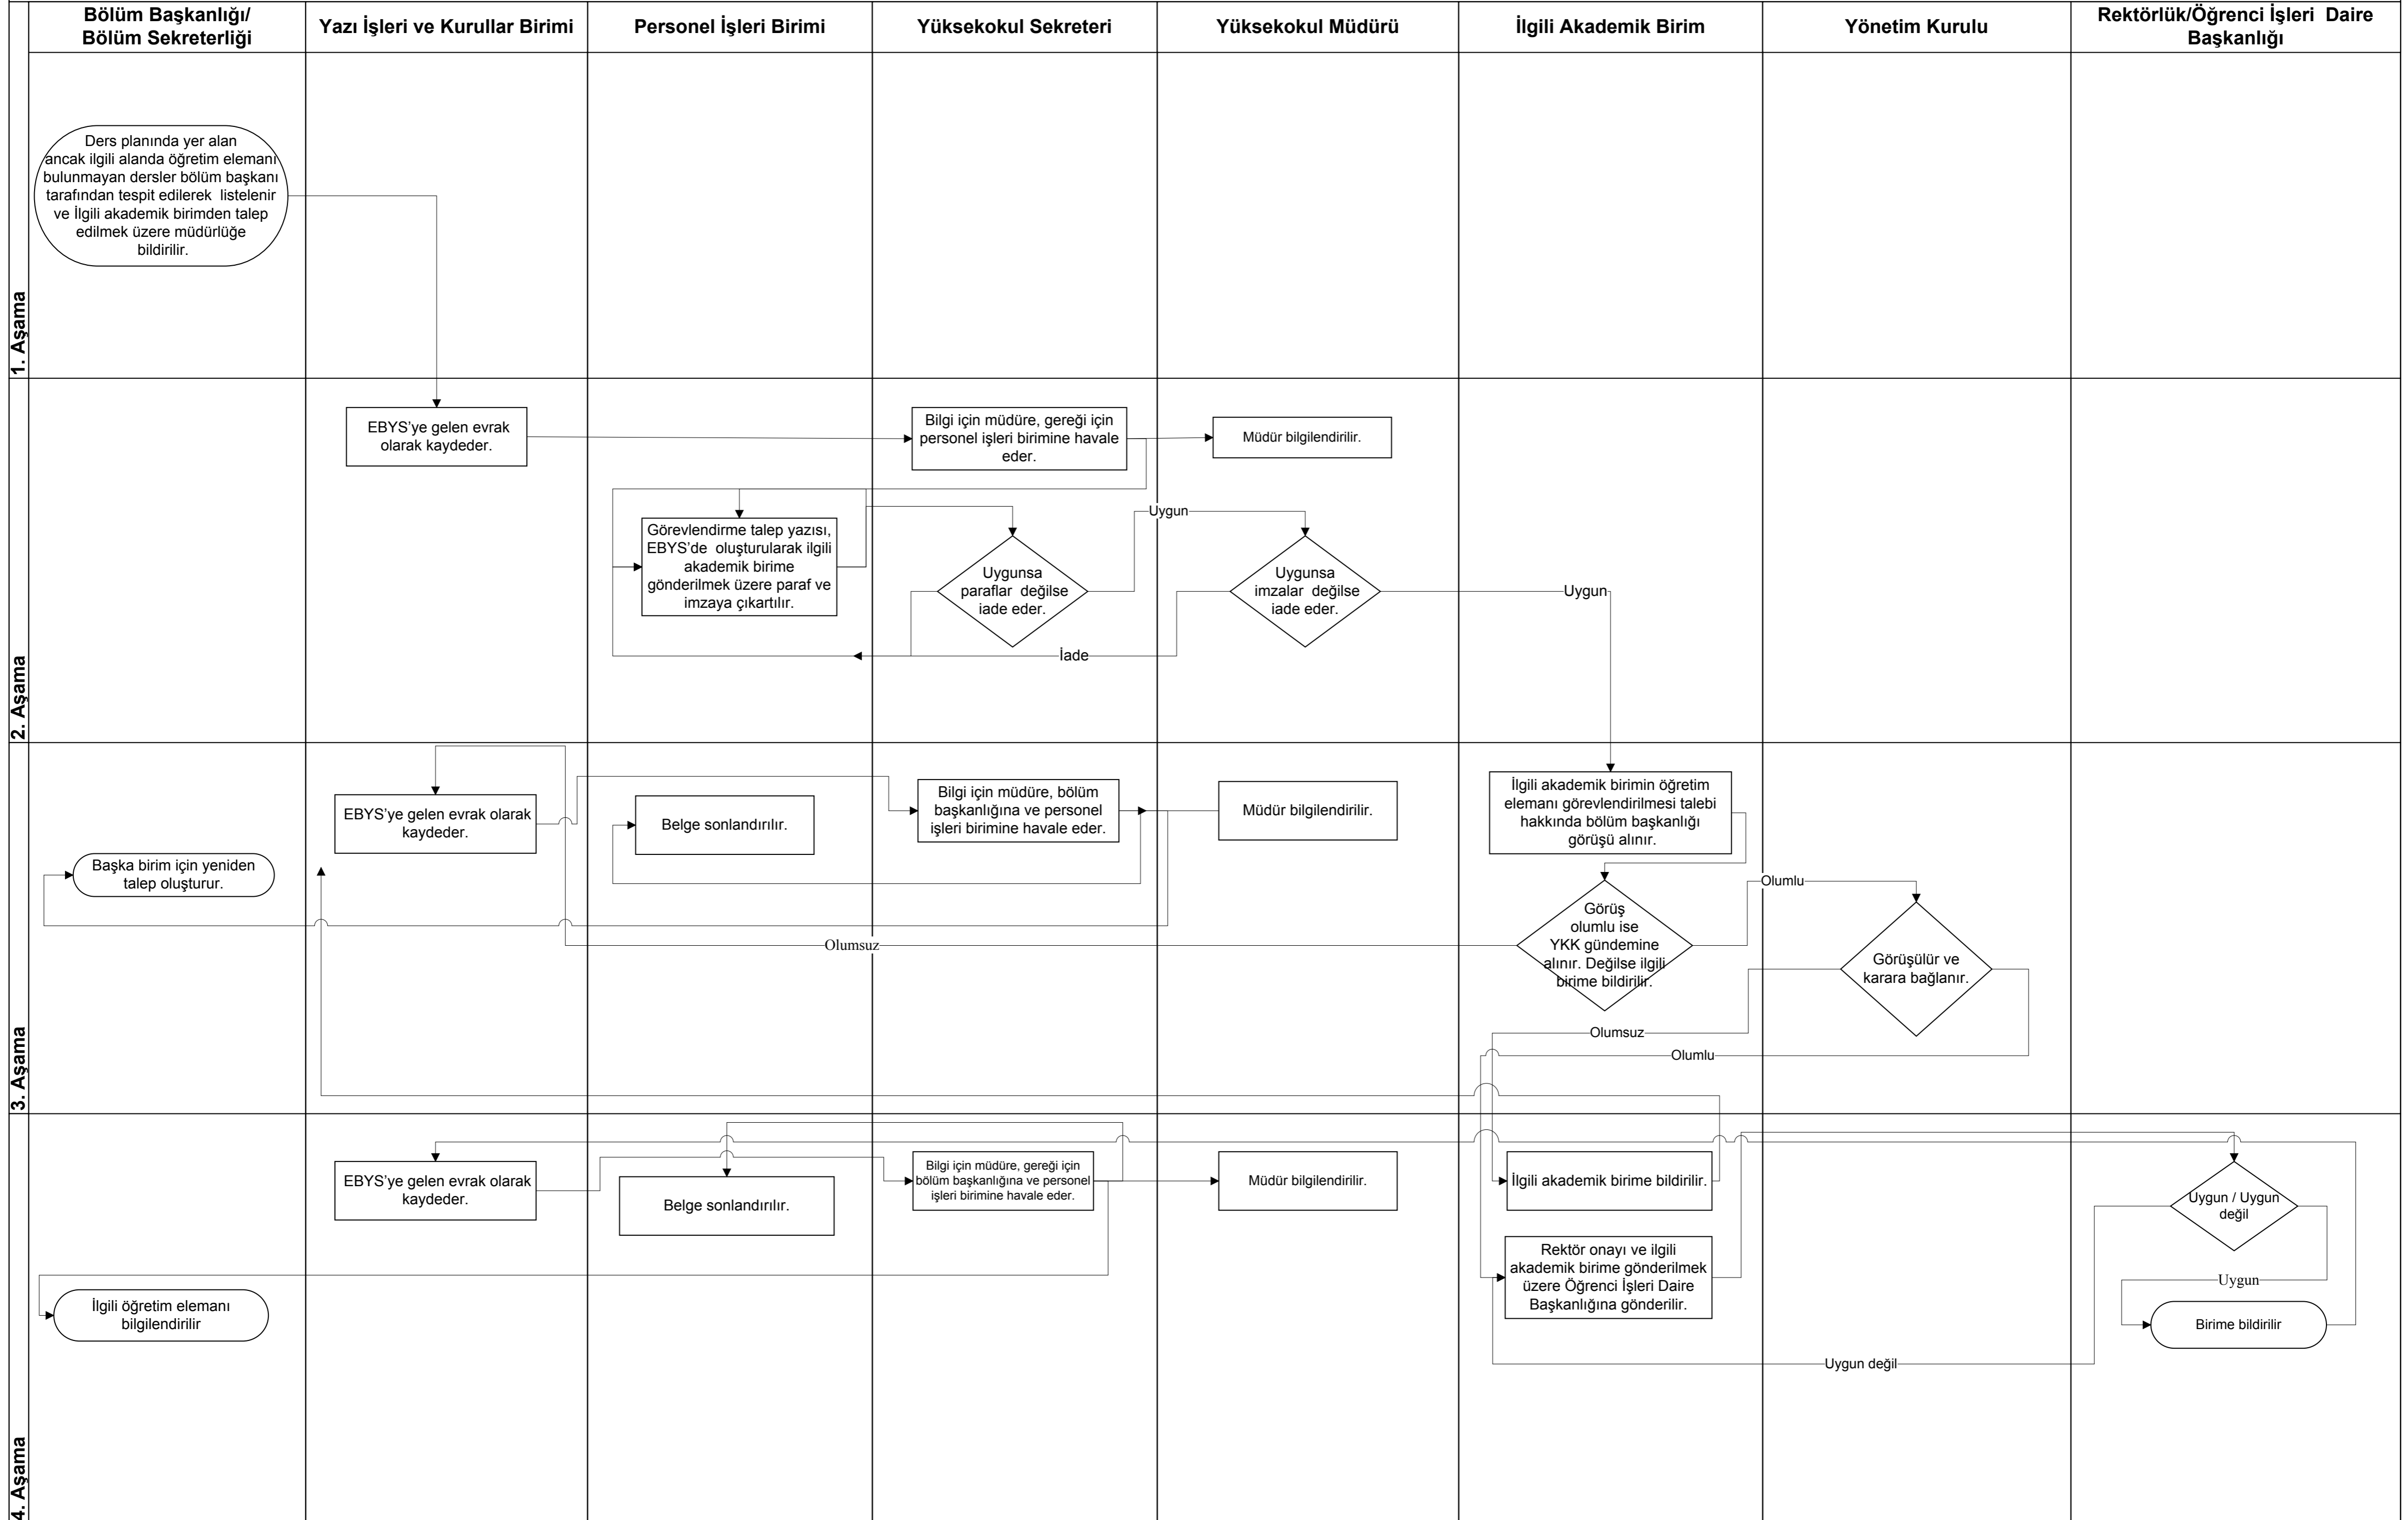 Bölüm Başkanlığı/
Bölüm Sekreterliği
Yazı İşleri ve Kurullar Birimi
Personel İşleri Birimi
Yüksekokul Sekreteri
Yüksekokul Müdürü
İlgili Akademik Birim
Yönetim Kurulu
Rektörlük/Öğrenci İşleri Daire
Başkanlığı
1. Aşama
Ders planında yer alan
ancak ilgili alanda öğretim elemanı
bulunmayan dersler bölüm başkanı
tarafından tespit edilerek listelenir
ve İlgili akademik birimden talep
edilmek üzere müdürlüğe
bildirilir.
2. Aşama
EBYS'ye gelen evrak
olarak kaydeder.
Bilgi için müdüre, gereği için
personel işleri birimine havale
eder.
Müdür bilgilendirilir.
Görevlendirme talep yazısı,
EBYS'de oluşturularak ilgili
akademik birime
gönderilmek üzere paraf ve
imzaya çıkartılır.
Uygunsa
paraflar değilse
iade eder.
Uygun
Uygunsa
imzalar değilse
iade eder.
Uygun
İade
3. Aşama
Başka birim için yeniden
talep oluşturur.
EBYS'ye gelen evrak olarak
kaydeder.
Belge sonlandırılır.
Bilgi için müdüre, bölüm
başkanlığına ve personel
işleri birimine havale eder.
Müdür bilgilendirilir.
İlgili akademik birimin öğretim
elemanı görevlendirilmesi talebi
hakkında bölüm başkanlığı
görüşü alınır.
Olumlu
Görüş
olumlu ise
YKK gündemine
alınır. Değilse ilgili
birime bildirilir.
Olumsuz
Görüşülür ve
karara bağlanır.
Olumsuz
Olumlu
4. Aşama
EBYS'ye gelen evrak olarak
kaydeder.
Belge sonlandırılır.
Bilgi için müdüre, gereği için
bölüm başkanlığına ve personel
işleri birimine havale eder.
Müdür bilgilendirilir.
İlgili akademik birime bildirilir.
Uygun / Uygun
değil
Rektör onayı ve ilgili
akademik birime gönderilmek
üzere Öğrenci İşleri Daire
Başkanlığına gönderilir.
Uygun
İlgili öğretim elemanı
bilgilendirilir
Birime bildirilir
Uygun değil